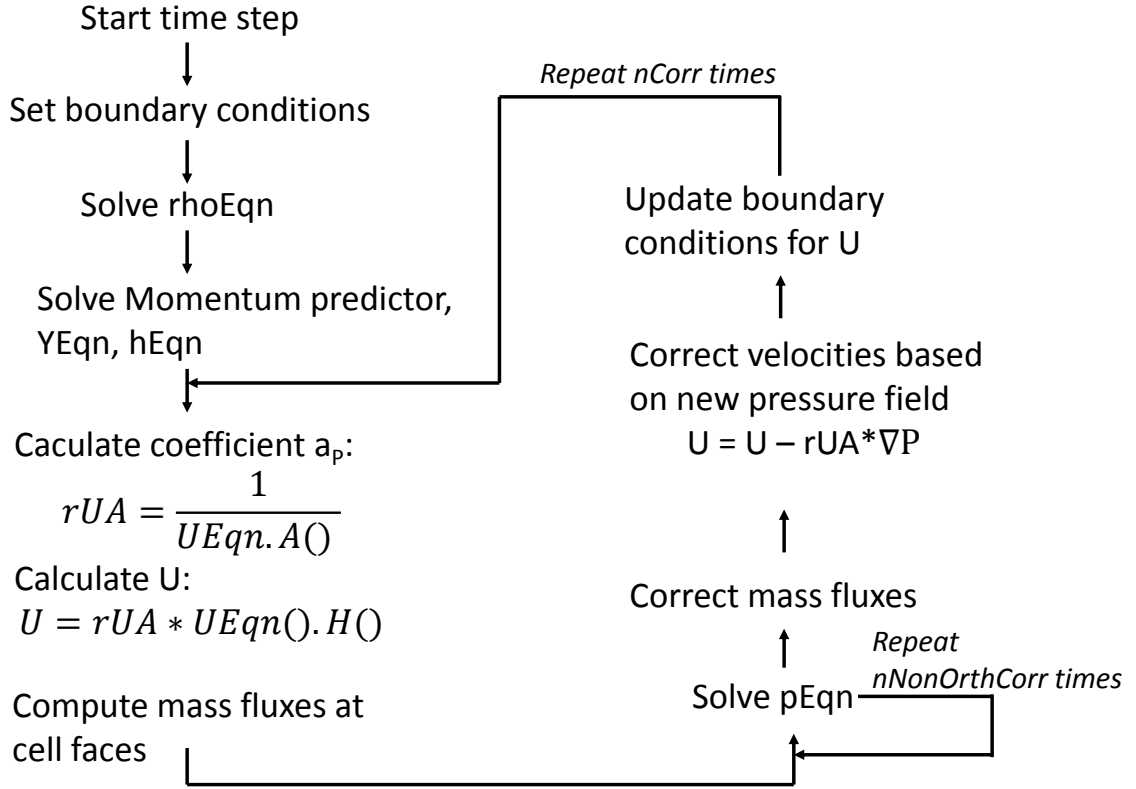 Start time step
Set boundary conditions
Solve rhoEqn
Solve Momentum predictor,
YEqn, hEqn
Caculate coefficient aₚ:
rUA = 1 / UEqn. A()
Calculate U:
U = rUA ∗ UEqn(). H()
Compute mass fluxes at
cell faces
Repeat nCorr times
Update boundary
conditions for U
Correct velocities based
on new pressure field
U = U – rUA*∇P
Correct mass fluxes
Repeat
nNonOrthCorr times
Solve pEqn